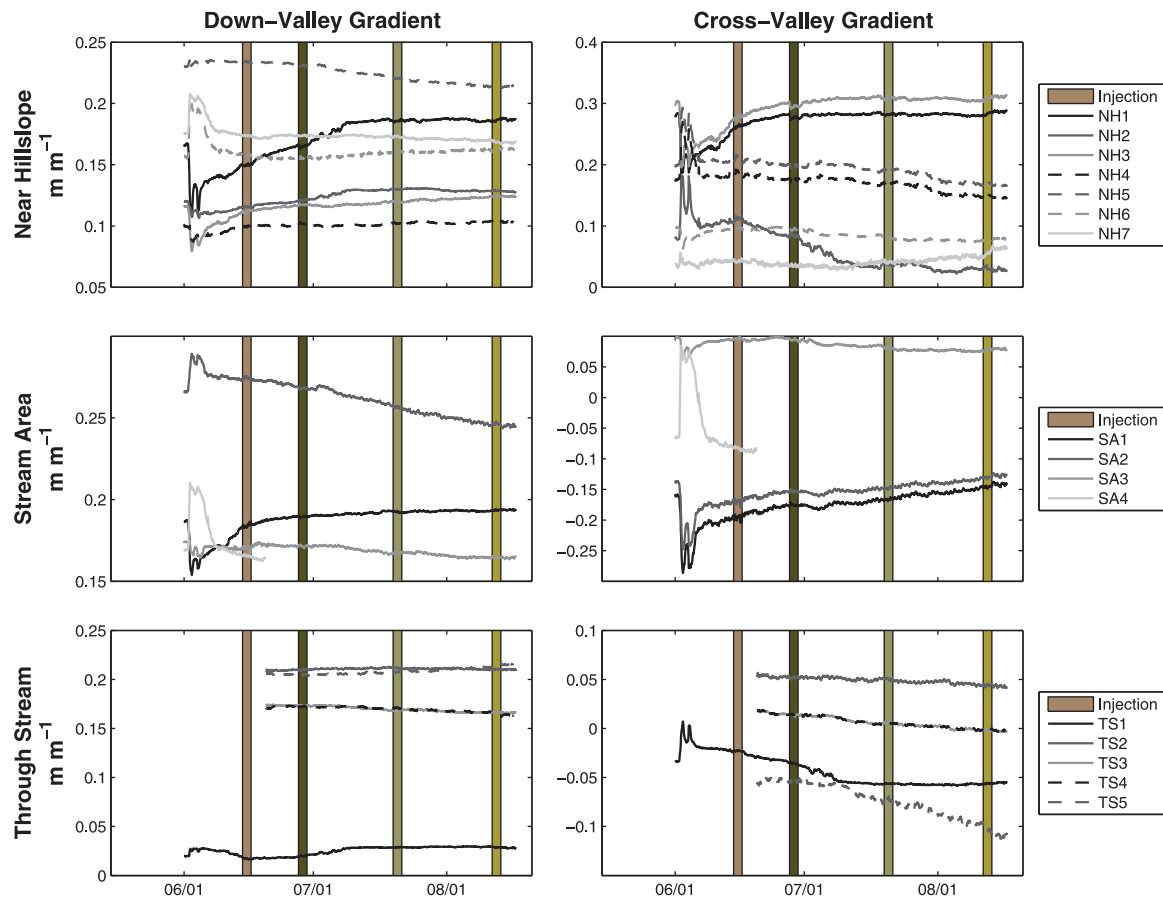 Down–Valley Gradient
Cross–Valley Gradient
Near Hillslope
m m⁻¹
0.25
0.2
0.15
0.1
0.05
0.4
0.3
0.2
0.1
0
Injection
NH1
NH2
NH3
NH4
NH5
NH6
NH7
Stream Area
m m⁻¹
0.25
0.2
0.15
0.05
0
−0.05
−0.1
−0.15
−0.2
−0.25
Injection
SA1
SA2
SA3
SA4
Through Stream
m m⁻¹
0.25
0.2
0.15
0.1
0.05
0
06/01
07/01
08/01
0.1
0.05
0
−0.05
−0.1
06/01
07/01
08/01
Injection
TS1
TS2
TS3
TS4
TS5